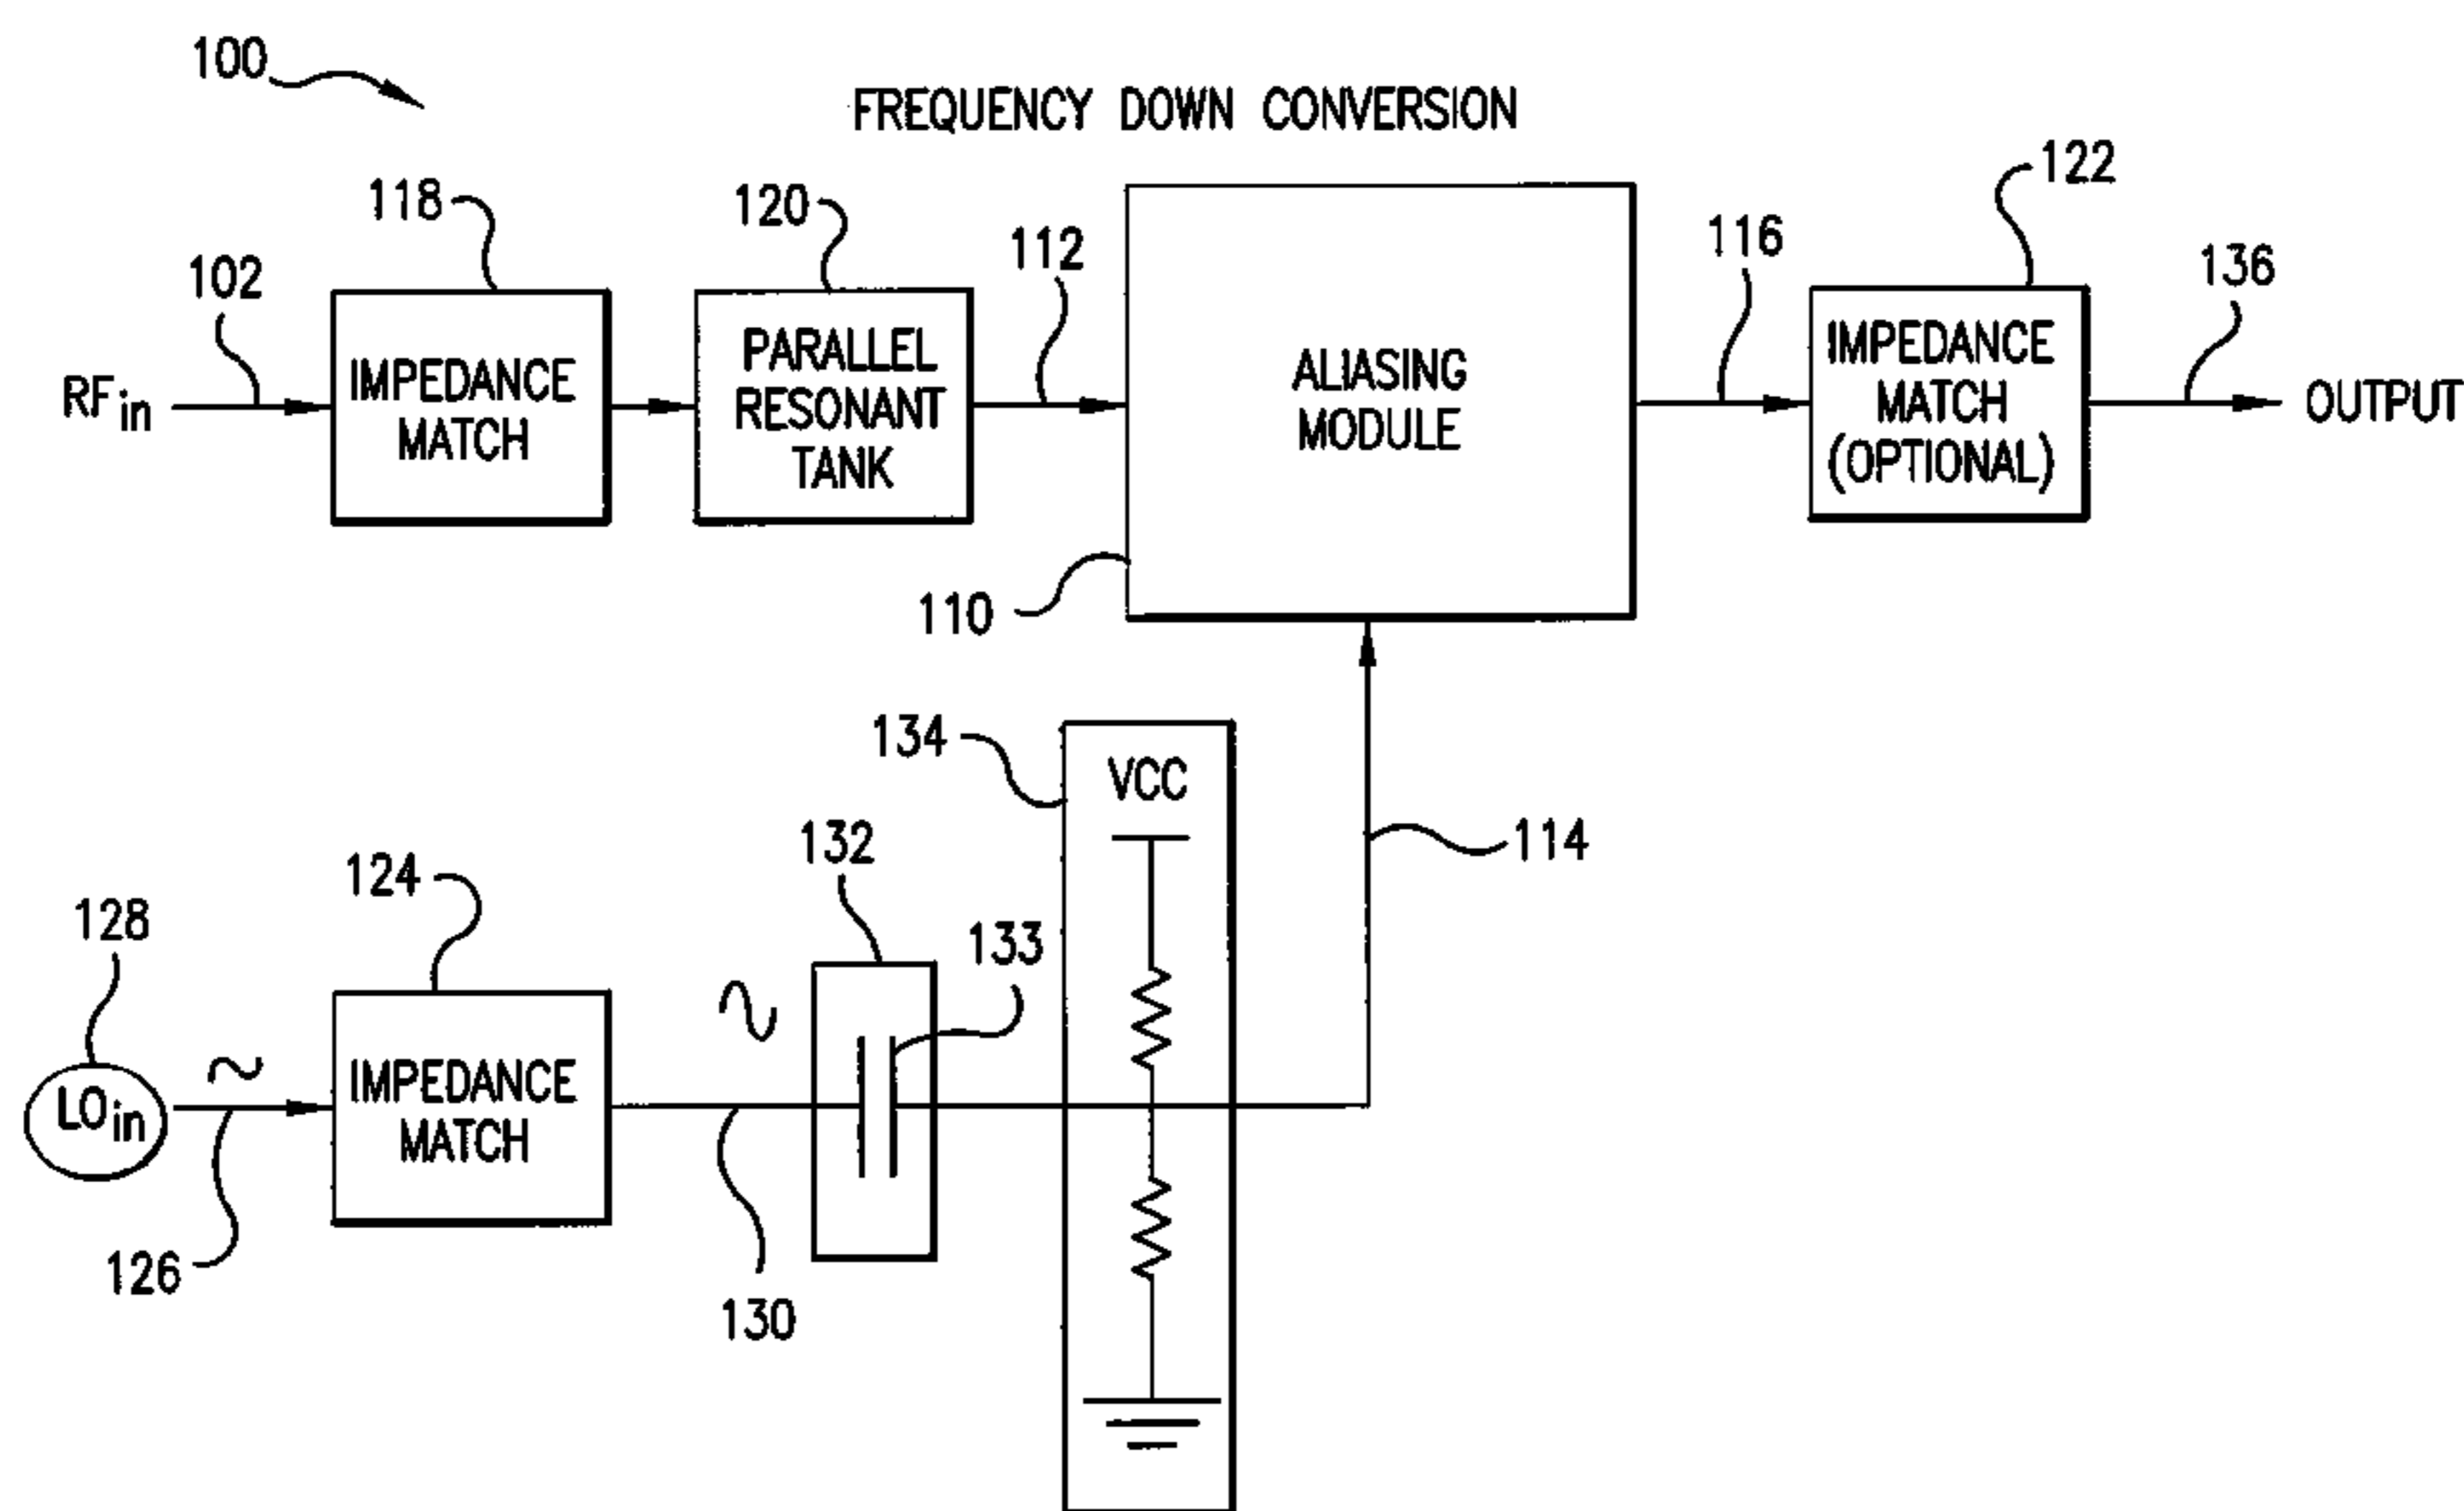 100
FREQUENCY DOWN CONVERSION
118
120
112
116
122
102
136
RFin
IMPEDANCE
MATCH
PARALLEL
RESONANT
TANK
ALIASING
MODULE
IMPEDANCE
MATCH
(OPTIONAL)
OUTPUT
110
134
VCC
132
114
124
133
128
LOin
IMPEDANCE
MATCH
126
130